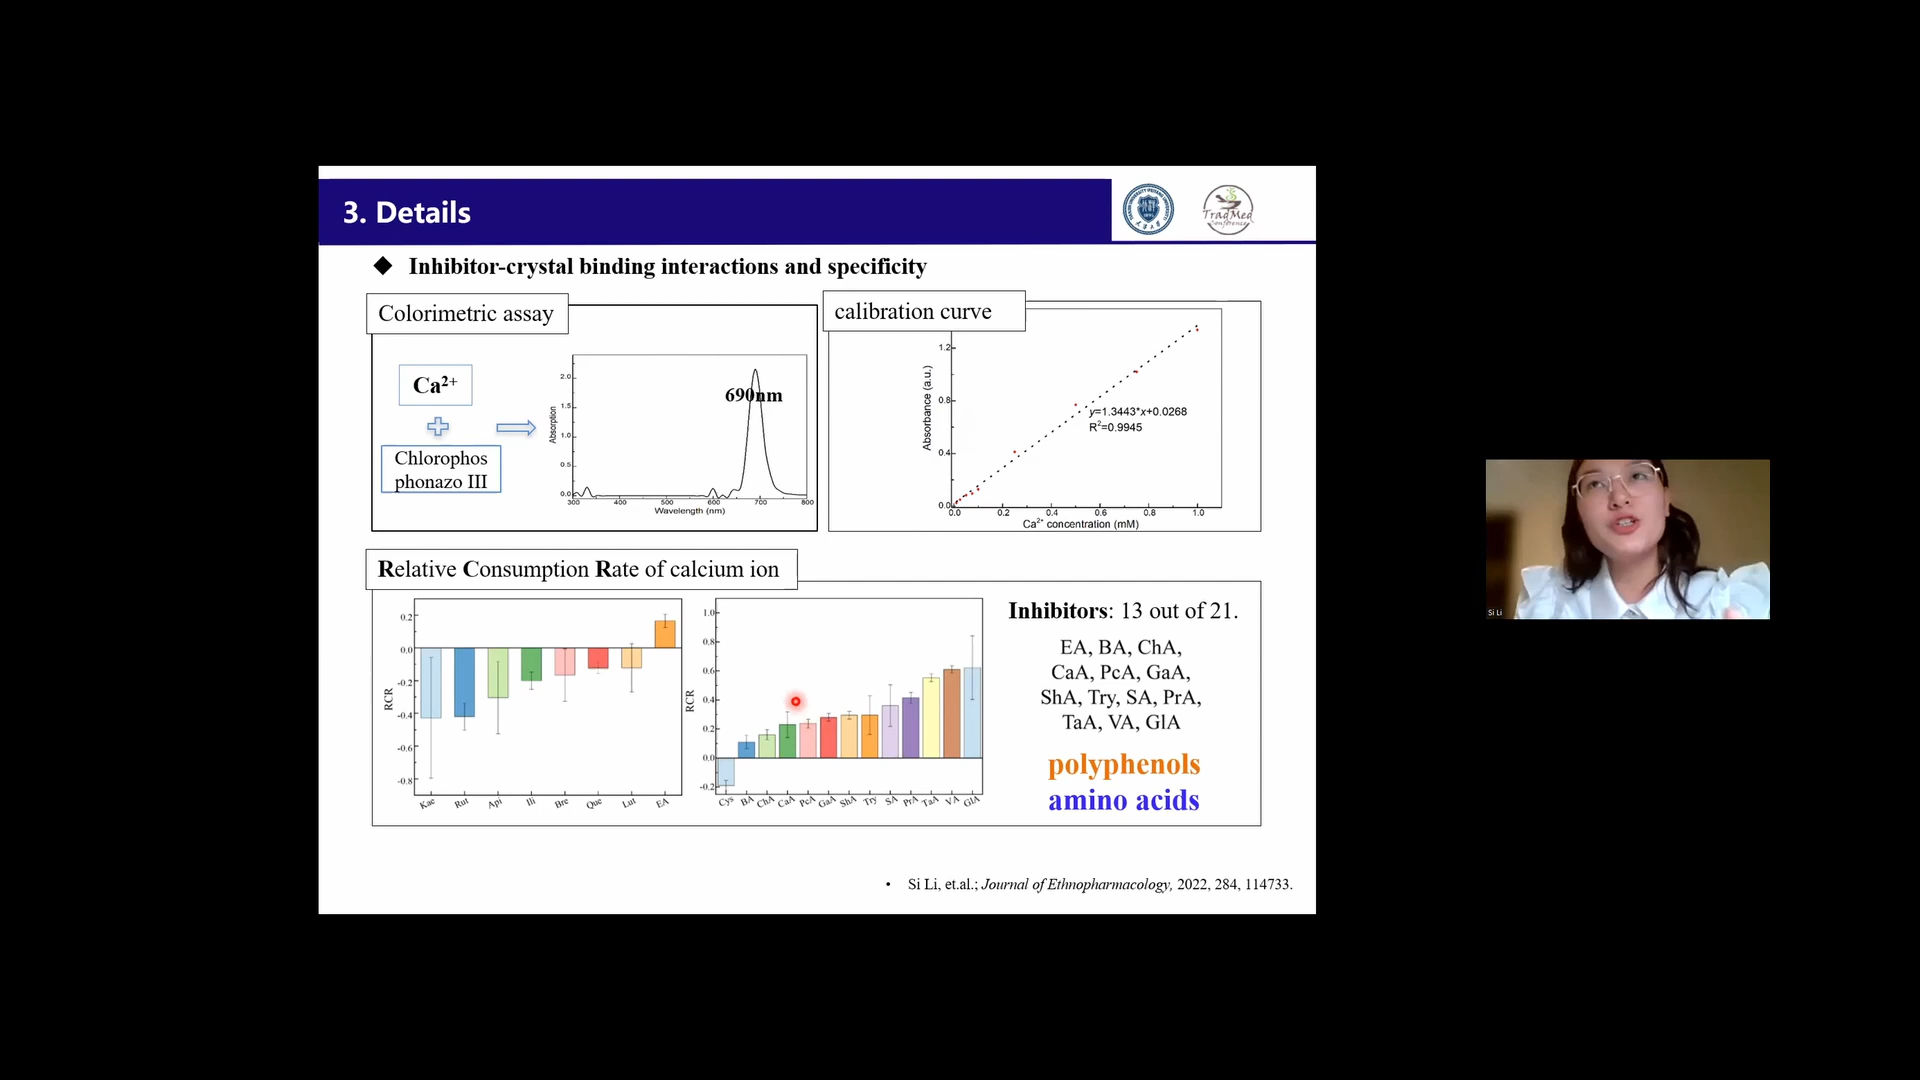 3. Details
TradMed
Conference
◆ Inhibitor-crystal binding interactions and specificity
Colorimetric assay
Ca2+
Chlorophos
phonazo III
690nm
Absorption
2.0
1.5
1.0
0.5
0.0
300 400 500 600 700 800
Wavelength (nm)
calibration curve
Absorbance (a.u.)
1.2
0.8
0.4
0.0
y=1.3443*x+0.0268
R2=0.9945
0.0 0.2 0.4 0.6 0.8 1.0
Ca2+ concentration (mM)
Relative Consumption Rate of calcium ion
RCR
0.2
0.0
-0.2
-0.4
-0.6
-0.8
Kae Rut Api Ili Bre Que Lut EA
RCR
1.0
0.8
0.6
0.4
0.2
0.0
-0.2
Cys BA ChA CaA PcA GaA ShA Try SA PrA TaA VA GlA
Inhibitors: 13 out of 21.
EA, BA, ChA,
CaA, PcA, GaA,
ShA, Try, SA, PrA,
TaA, VA, GlA
polyphenols
amino acids
• Si Li, et.al.; Journal of Ethnopharmacology, 2022, 284, 114733.
Si Li